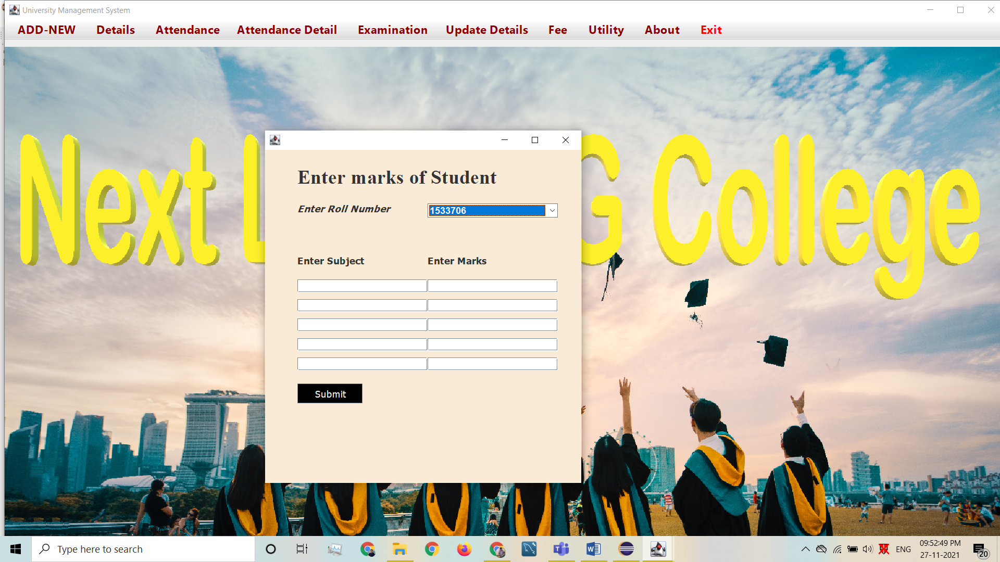 University Management System
ADD-NEW Details Attendance Attendance Detail Examination Update Details Fee Utility About Exit
Next L G College
Enter marks of Student
Enter Roll Number 1533706
Enter Subject Enter Marks
Submit
Type here to search
ENG
09:52:49 PM
27-11-2021
20